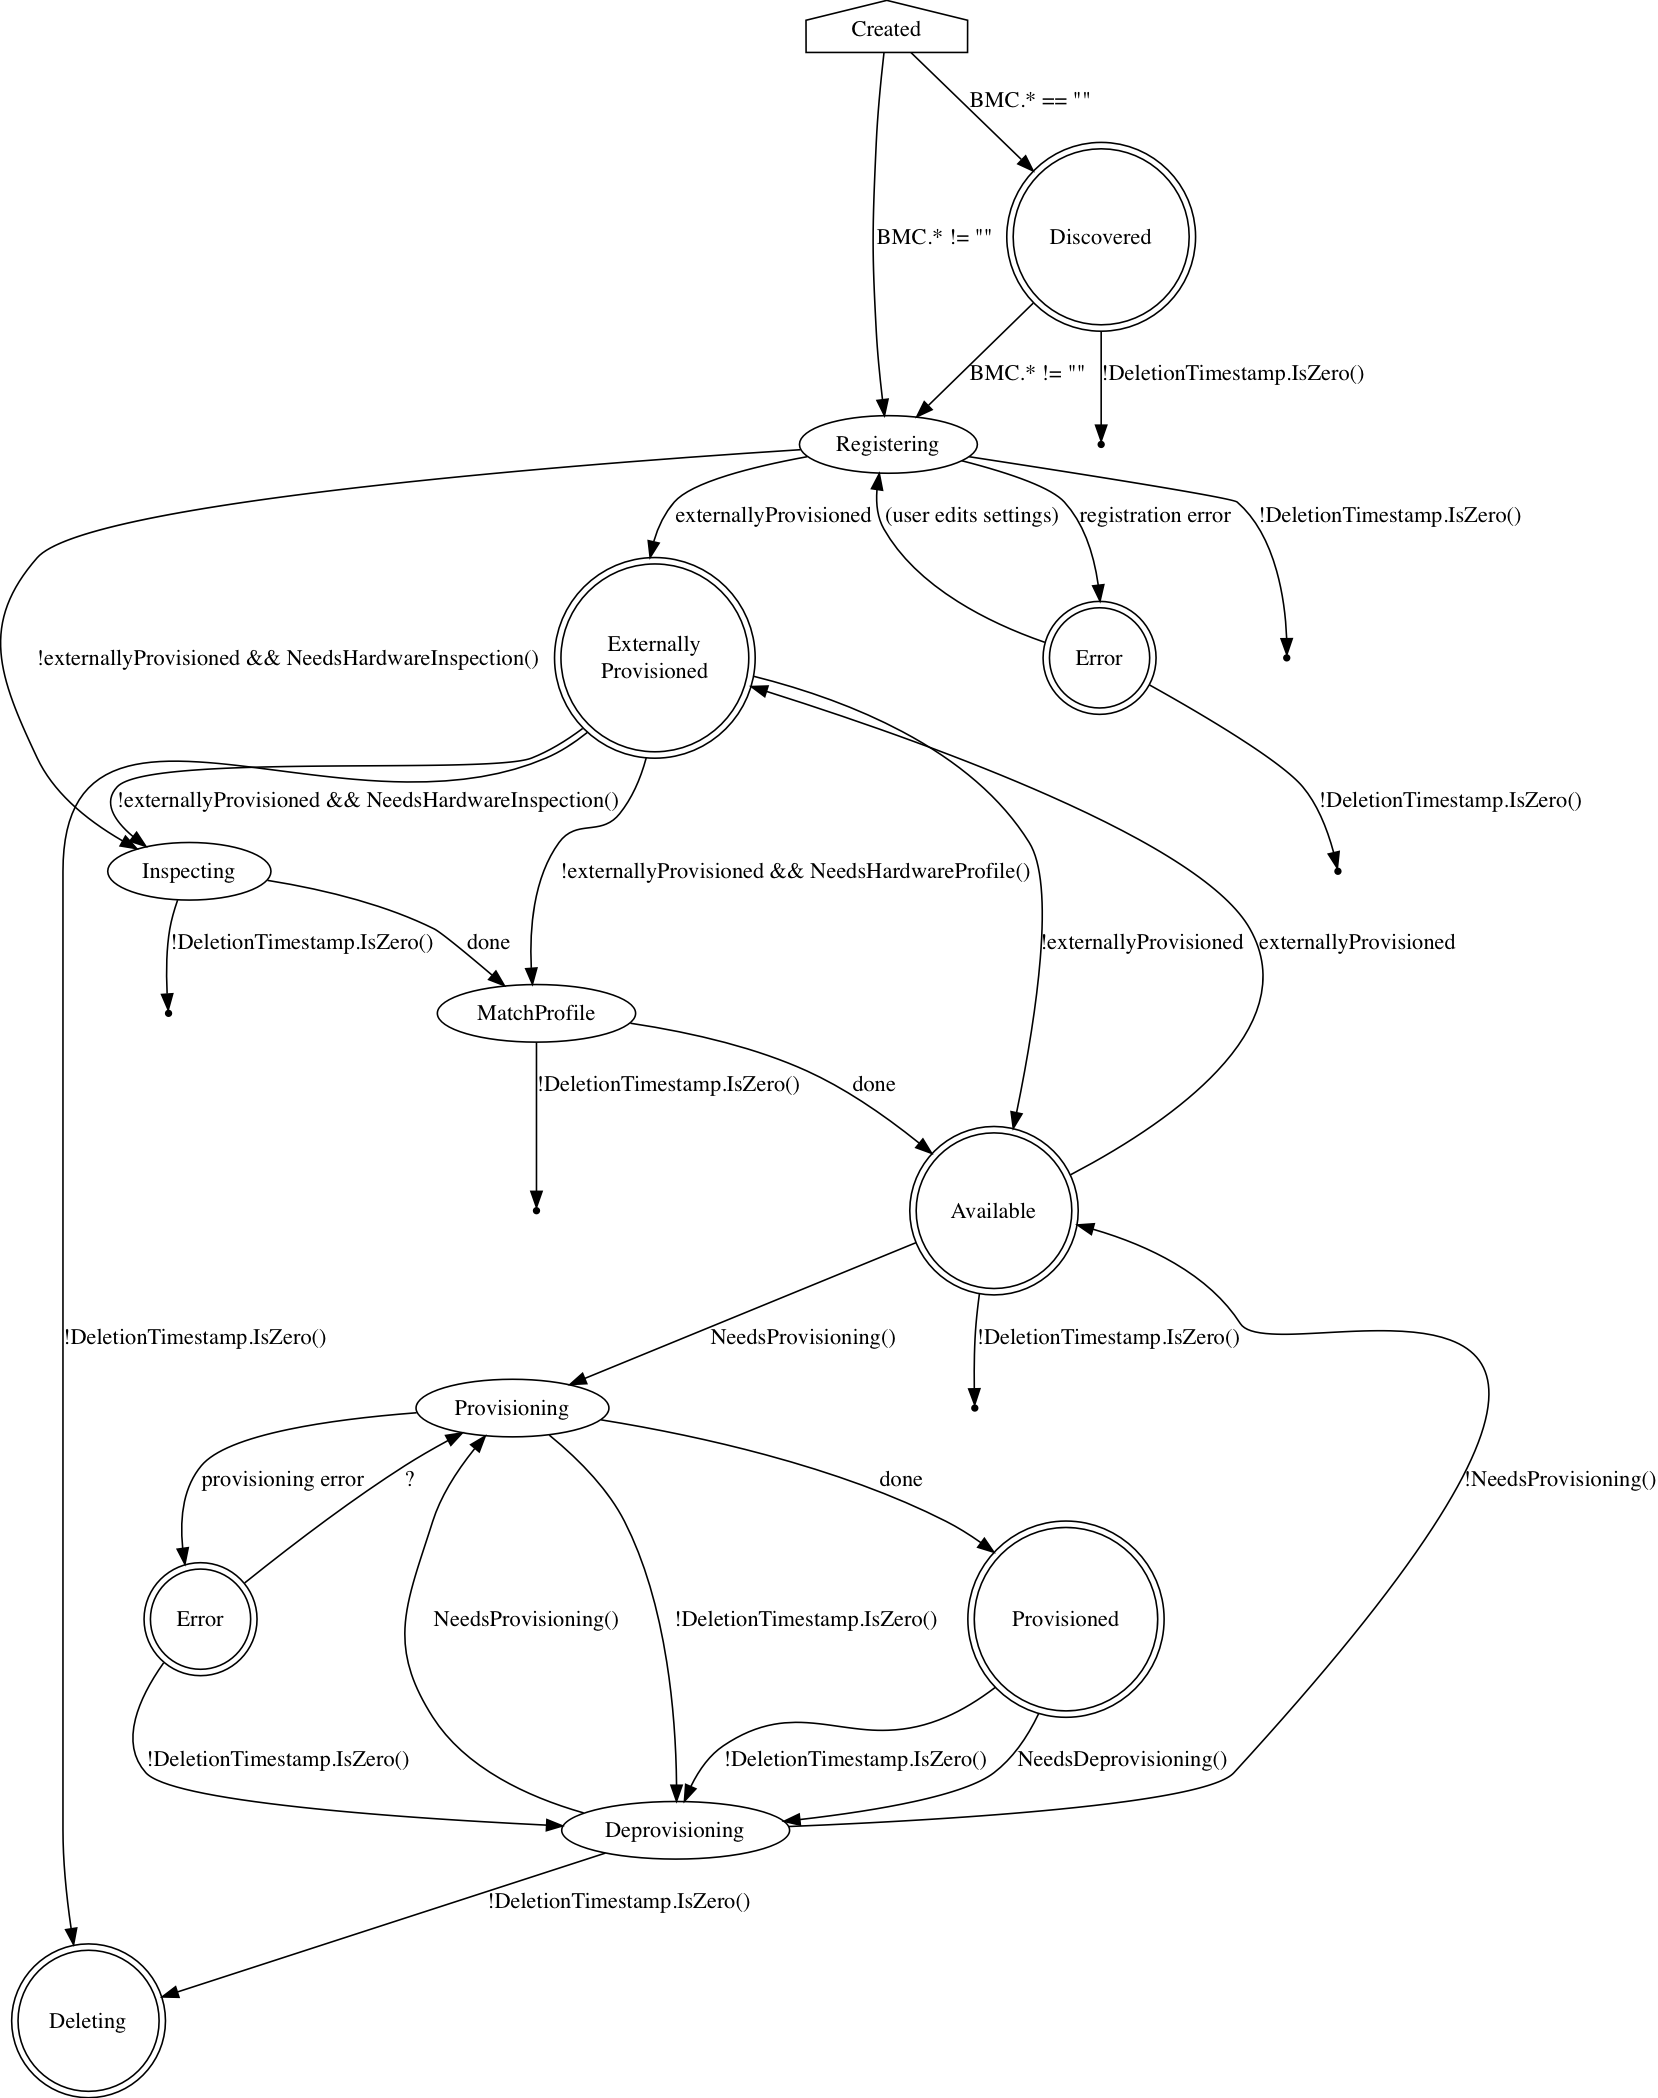 Created
BMC.* == ""
BMC.* != ""
Discovered
BMC.* != ""
!DeletionTimestamp.IsZero()
Registering
externallyProvisioned
(user edits settings)
registration error
!DeletionTimestamp.IsZero()
!externallyProvisioned && NeedsHardwareInspection()
Externally
Provisioned
Error
!externallyProvisioned && NeedsHardwareInspection()
!DeletionTimestamp.IsZero()
Inspecting
!externallyProvisioned && NeedsHardwareProfile()
!DeletionTimestamp.IsZero()
done
!externallyProvisioned
externallyProvisioned
MatchProfile
!DeletionTimestamp.IsZero()
done
Available
!DeletionTimestamp.IsZero()
NeedsProvisioning()
!DeletionTimestamp.IsZero()
Provisioning
provisioning error
?
done
!NeedsProvisioning()
Error
NeedsProvisioning()
!DeletionTimestamp.IsZero()
Provisioned
!DeletionTimestamp.IsZero()
!DeletionTimestamp.IsZero()
NeedsDeprovisioning()
Deprovisioning
!DeletionTimestamp.IsZero()
Deleting